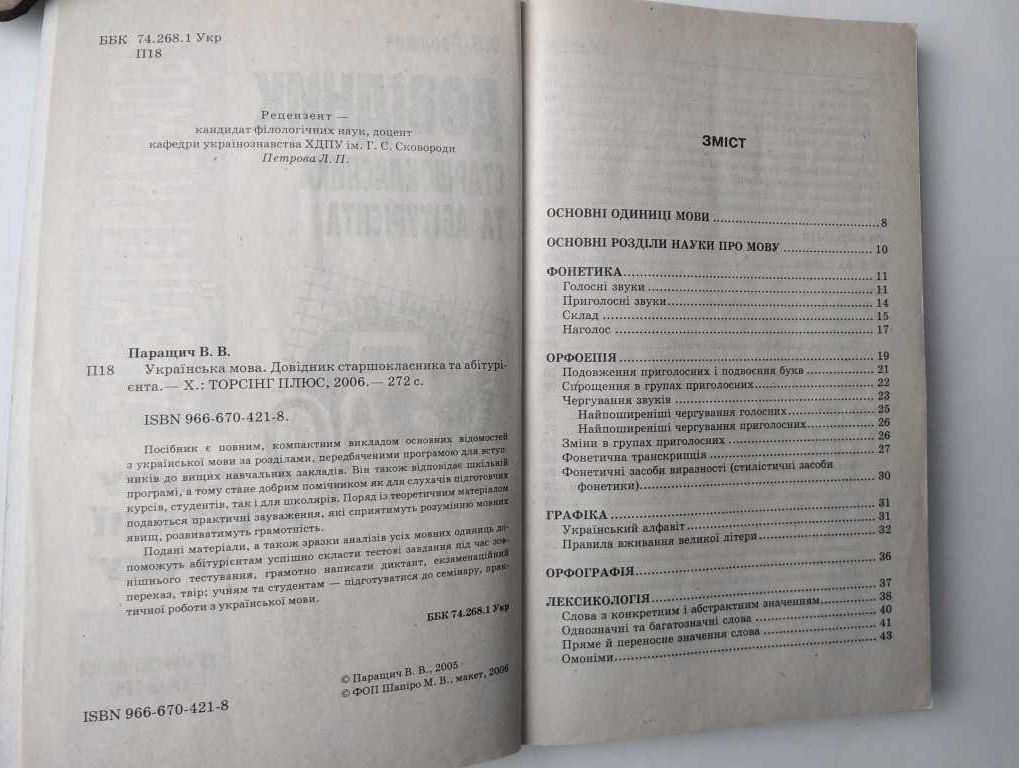 ББК 74.268.1 Укр
П18
Рецензент —
кандидат філологічних наук, доцент
кафедри українознавства ХДПУ ім. Г. Є. Сковороди
Петрова Л. П.
Паращич В. В.
П18 Українська мова. Довідник старшокласника та абітурі-
єнта.— Х.: ТОРСІНГ ПЛЮС, 2006.— 272 с.
ISBN 966-670-421-8.
Посібник є повним, компактним викладом основних відомостей
з української мови за розділами, передбаченими програмою для вступ-
ників до вищих навчальних закладів. Він також відповідає шкільній
програмі, а тому стане добрим помічником як для слухачів підготовчих
курсів, студентів, так і для школярів. Поряд із теоретичним матеріалом
подаються практичні зауваження, які сприятимуть розумінню мовних
явищ, розвиватимуть грамотність.
Подані матеріали, а також зразки аналізів усіх мовних одиниць до-
поможуть абітурієнтам успішно скласти тестові завдання під час зов-
нішнього тестування, грамотно написати диктант, екзаменаційний
переказ, твір; учням та студентам — підготуватися до семінару, прак-
тичної роботи з української мови.
ББК 74.268.1 Укр
© Паращич В. В., 2005
© ФОП Шапіро М. В., макет, 2006
ISBN 966-670-421-8
ДОВІДНИК
СТАРШОКЛАСНИКА
ТА АБІТУРІЄНТА
ЗМІСТ
ОСНОВНІ ОДИНИЦІ МОВИ ........................ 8
ОСНОВНІ РОЗДІЛИ НАУКИ ПРО МОВУ .............. 10
ФОНЕТИКА..................................... 11
Голосні звуки ................................ 11
Приголосні звуки.............................. 14
Склад ........................................ 15
Наголос ...................................... 17
ОРФОЕПІЯ ..................................... 19
Подовження приголосних і подвоєння букв ...... 21
Спрощення в групах приголосних................ 22
Чергування звуків ............................ 23
Найпоширеніші чергування голосних............. 25
Найпоширеніші чергування приголосних ......... 26
Зміни в групах приголосних ................... 26
Фонетична транскрипція ....................... 27
Фонетичні засоби виразності (стилістичні засоби
фонетики)..................................... 30
ГРАФІКА ...................................... 31
Український алфавіт .......................... 31
Правила вживання великої літери............... 32
ОРФОГРАФІЯ.................................... 36
ЛЕКСИКОЛОГІЯ.................................. 37
Слова з конкретним і абстрактним значенням.... 38
Однозначні та багатозначні слова ............. 40
Пряме й переносне значення слова ............. 41
Омоніми....................................... 43